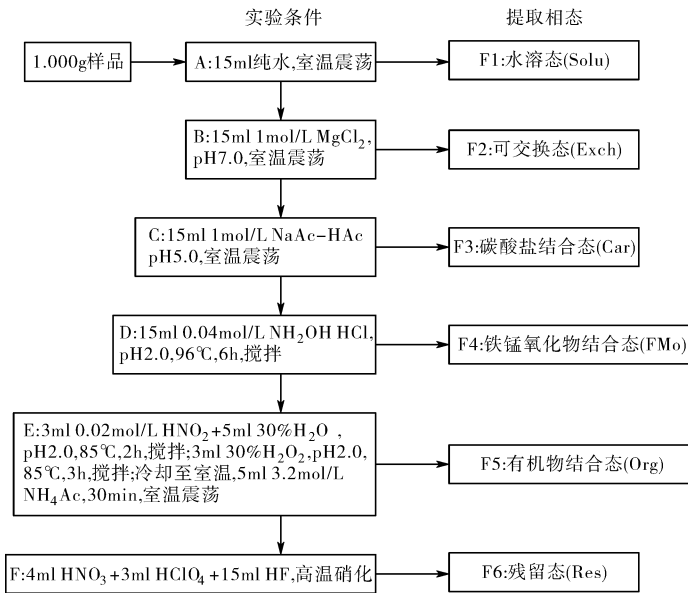 实验条件
提取相态
1.000g样品
A:15ml纯水,室温震荡
F1:水溶态(Solu)
B:15ml 1mol/L MgCl₂,
pH7.0,室温震荡
F2:可交换态(Exch)
C:15ml 1mol/L NaAc-HAc
pH5.0,室温震荡
F3:碳酸盐结合态(Car)
D:15ml 0.04mol/L NH₂OH HCl,
pH2.0,96℃,6h,搅拌
F4:铁锰氧化物结合态(FMo)
E:3ml 0.02mol/L HNO₂+5ml 30%H₂O ,
pH2.0,85℃,2h,搅拌;3ml 30%H₂O₂,pH2.0,
85℃,3h,搅拌;冷却至室温,5ml 3.2mol/L
NH₄Ac,30min,室温震荡
F5:有机物结合态(Org)
F:4ml HNO₃+3ml HClO₄+15ml HF,高温硝化
F6:残留态(Res)